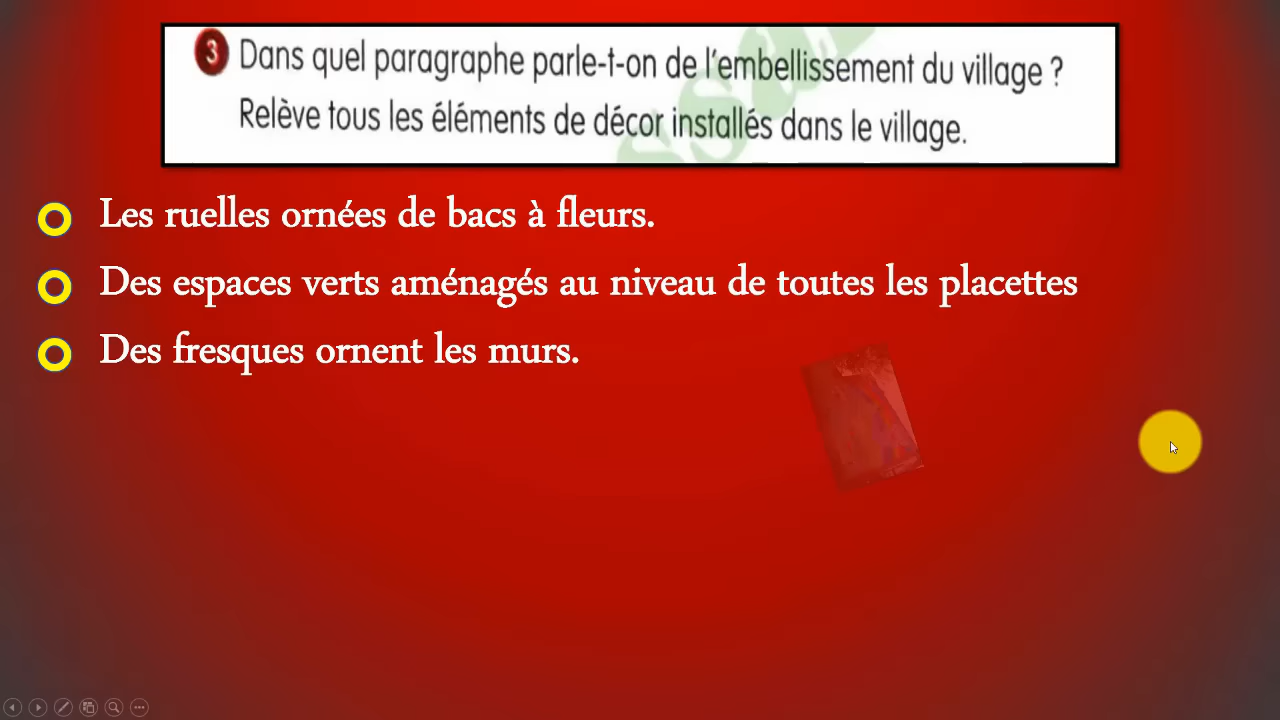 3 Dans quel paragraphe parle-t-on de l'embellissement du village ?
Relève tous les éléments de décor installés dans le village.
Les ruelles ornées de bacs à fleurs.
Des espaces verts aménagés au niveau de toutes les placettes
Des fresques ornent les murs.